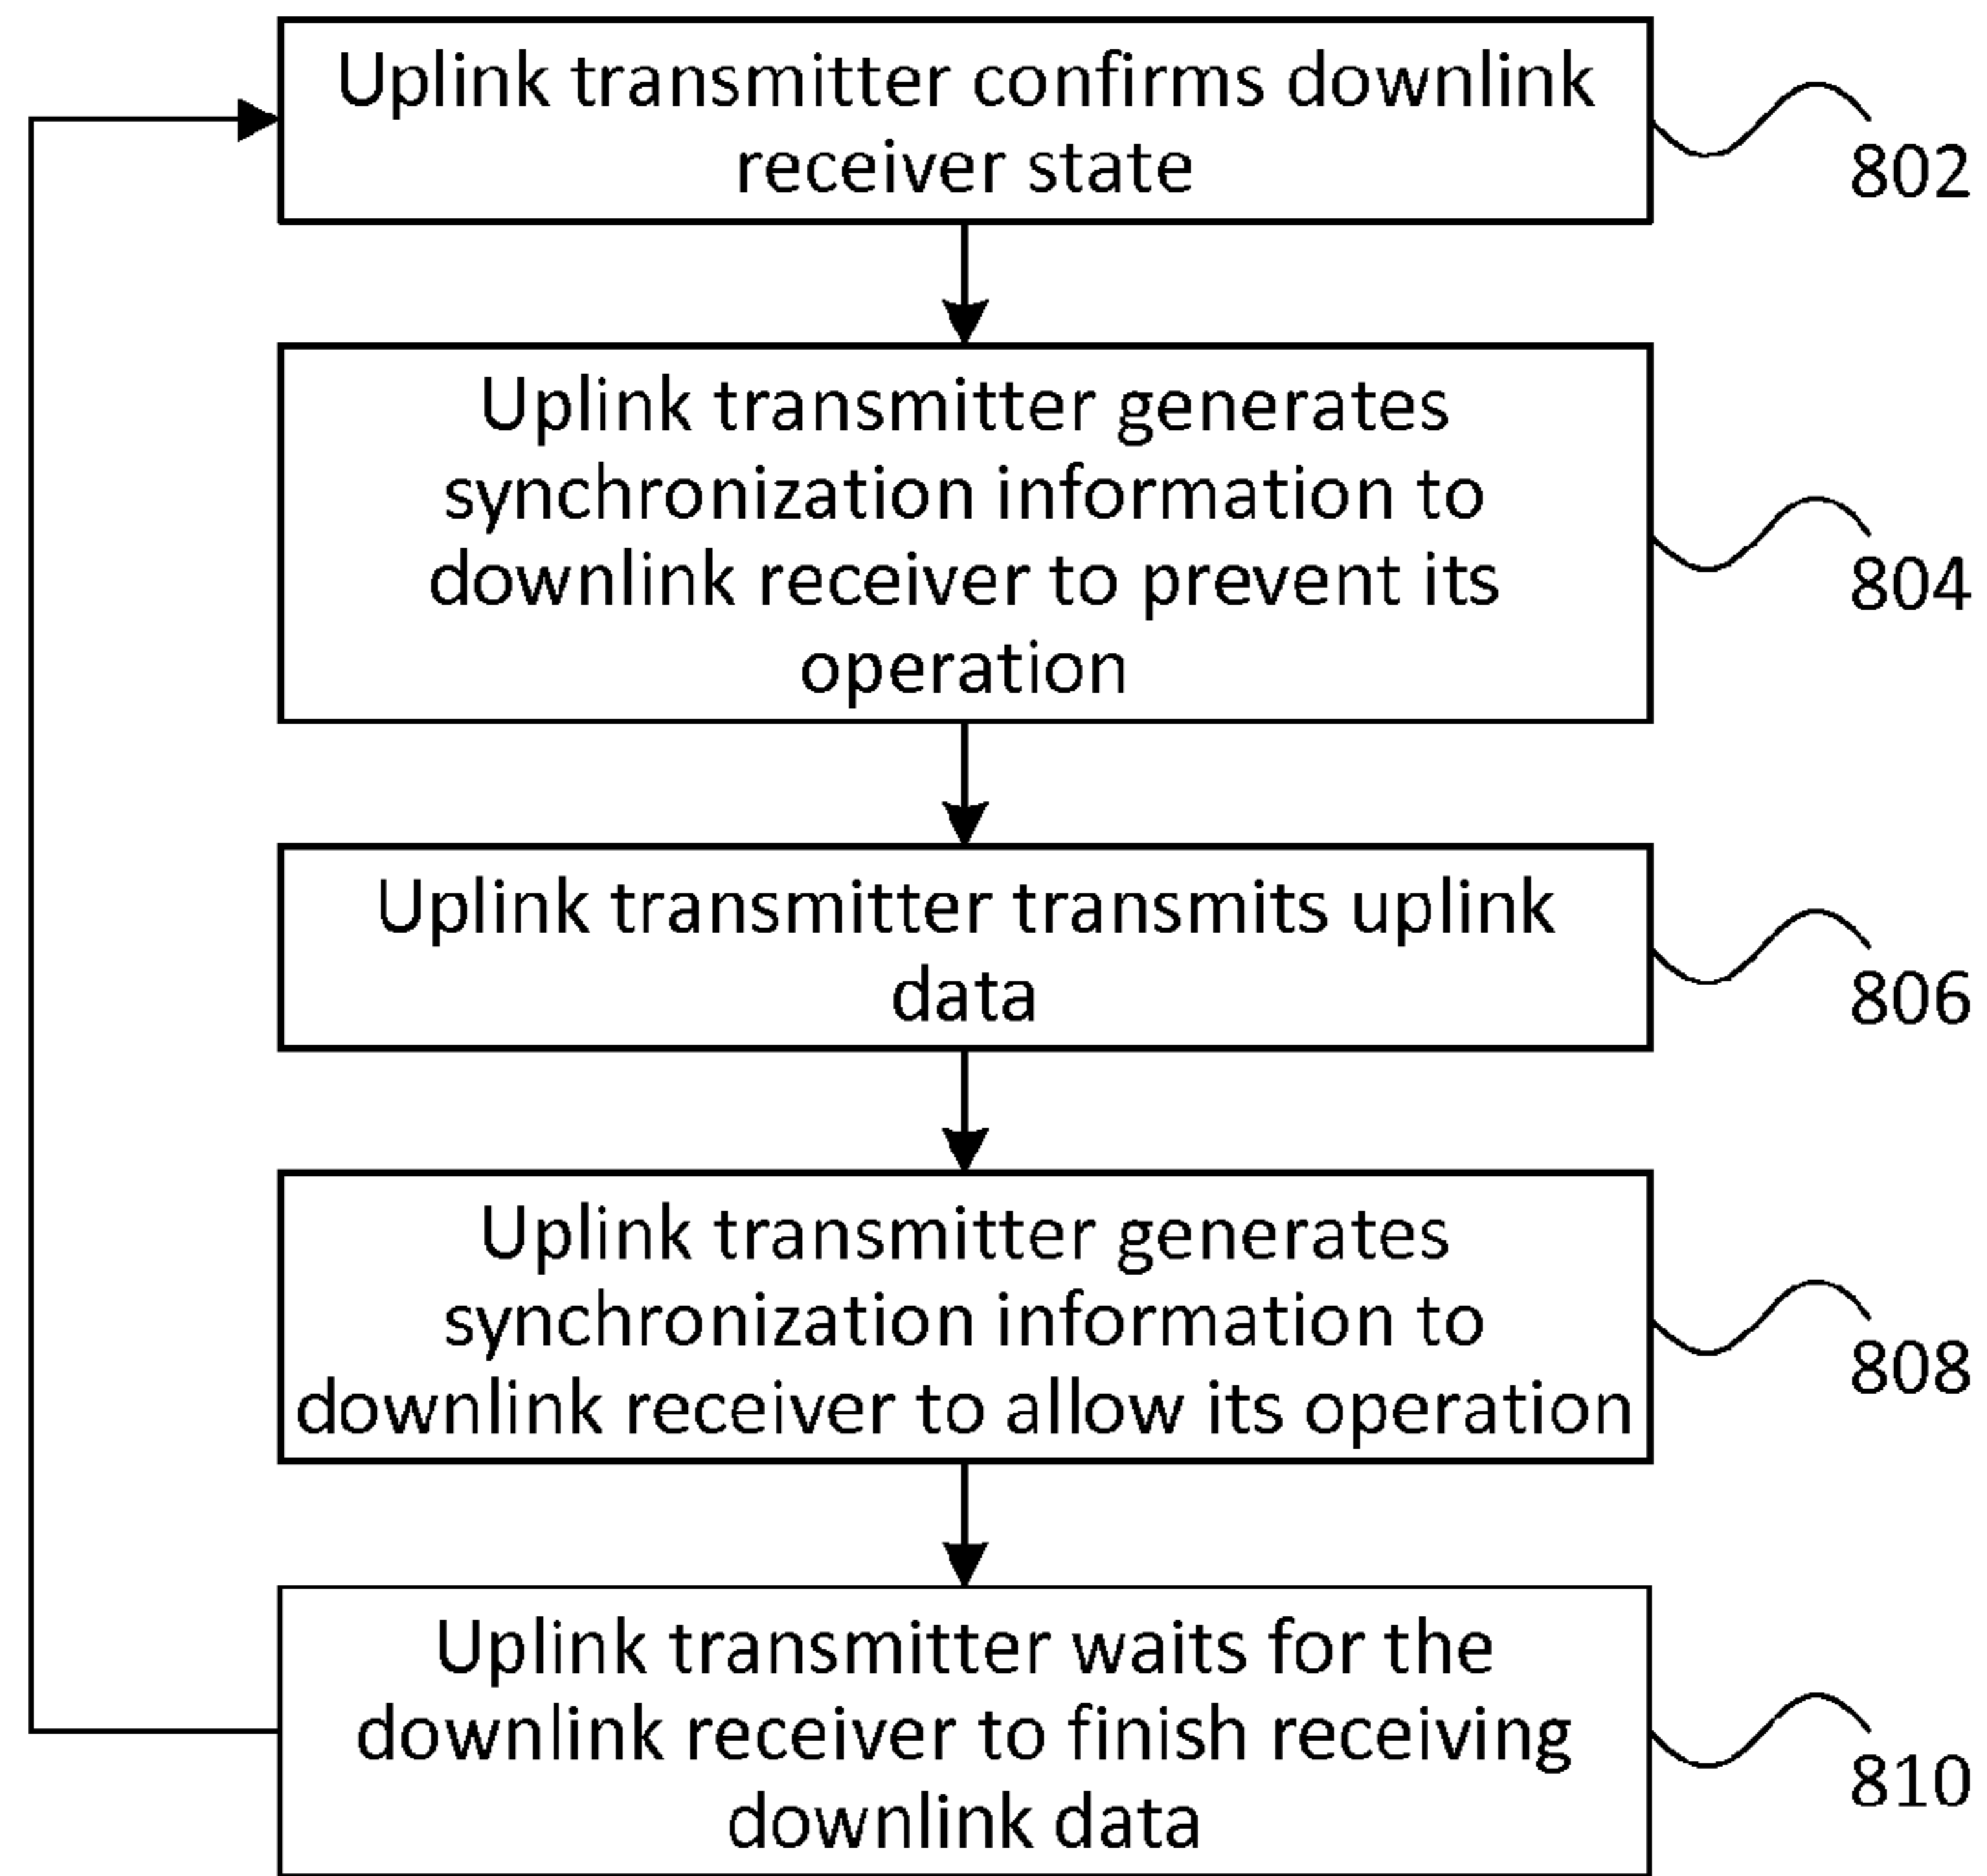 Uplink transmitter confirms downlink
receiver state
802
Uplink transmitter generates
synchronization information to
downlink receiver to prevent its
operation
804
Uplink transmitter transmits uplink
data
806
Uplink transmitter generates
synchronization information to
downlink receiver to allow its operation
808
Uplink transmitter waits for the
downlink receiver to finish receiving
downlink data
810